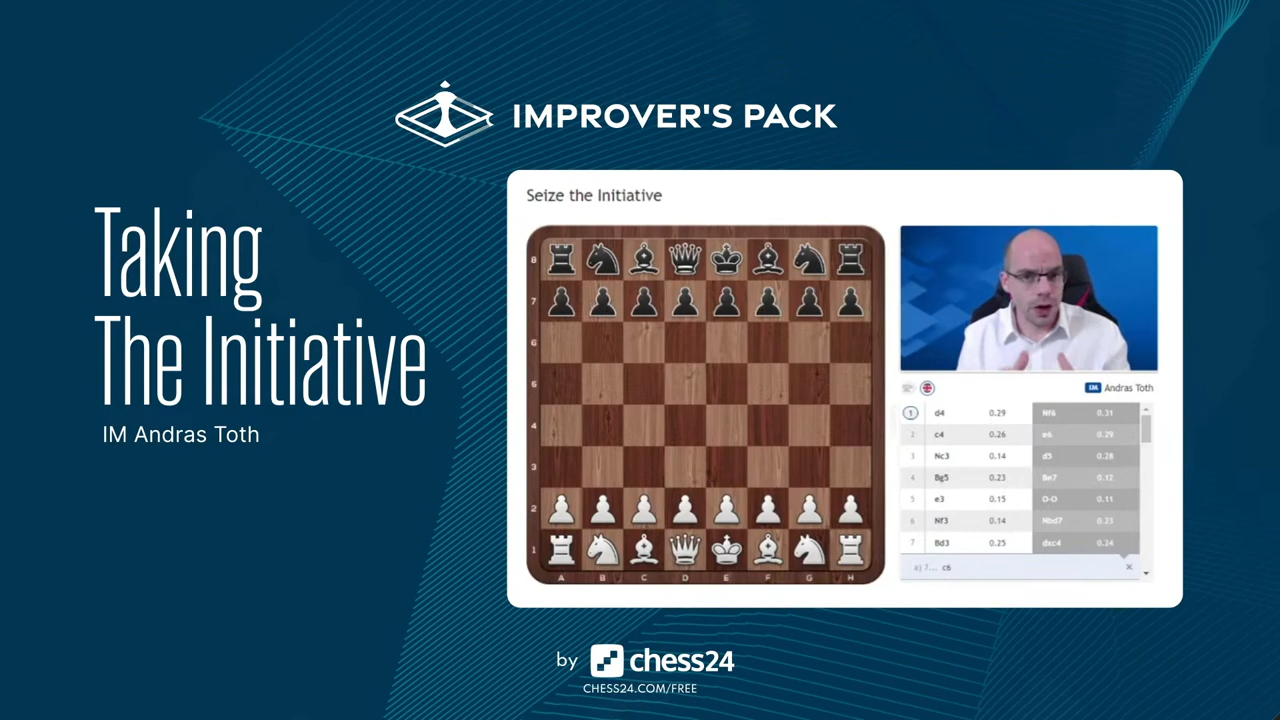 IMPROVER'S PACK
Taking
The Initiative
IM Andras Toth
Seize the Initiative
8
7
6
5
4
3
2
1
A B C D E F G H
IM Andras Toth
1 d4 0.29 Nf6 0.31
2 c4 0.26 e6 0.29
3 Nc3 0.14 d5 0.28
4 Bg5 0.23 Be7 0.12
5 e3 0.15 O-O 0.11
6 Nf3 0.14 Nbd7 0.23
7 Bd3 0.25 dxc4 0.24
a) 7... c6 ×
by chess24
CHESS24.COM/FREE